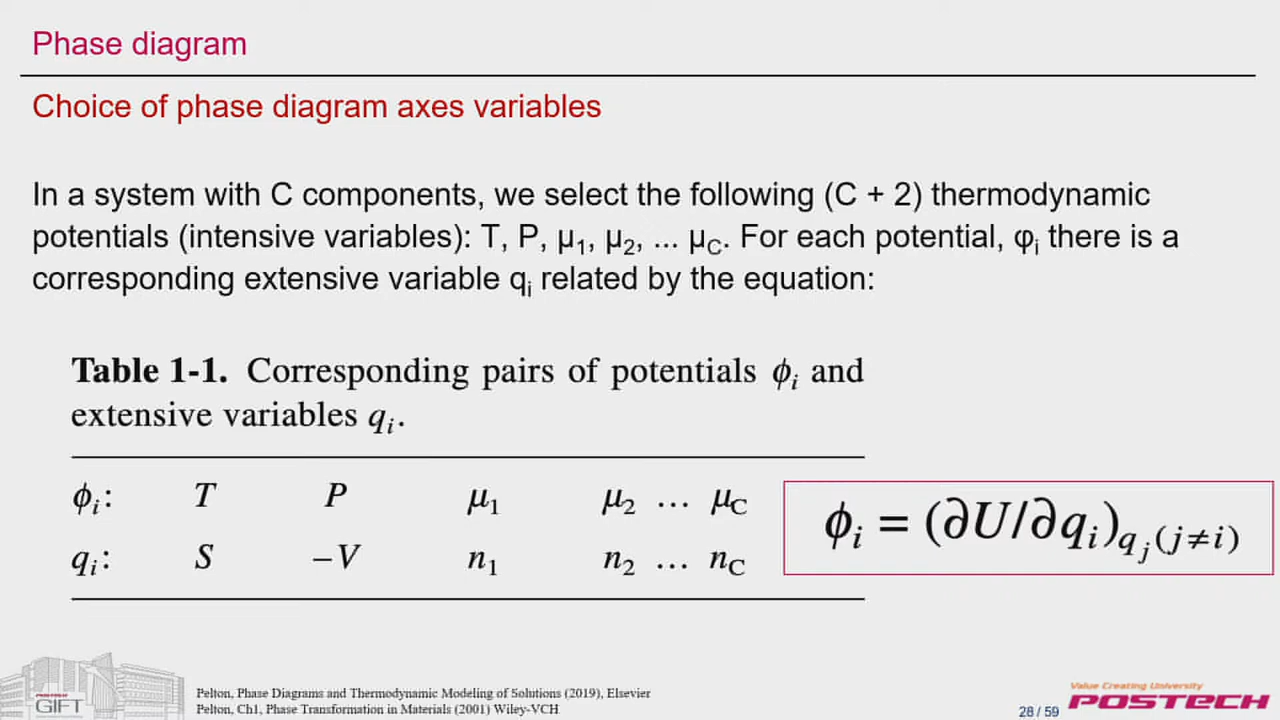 Phase diagram
Choice of phase diagram axes variables
In a system with C components, we select the following (C + 2) thermodynamic
potentials (intensive variables): T, P, μ₁, μ₂, ... μ_C. For each potential, φᵢ there is a
corresponding extensive variable qᵢ related by the equation:
Table 1-1. Corresponding pairs of potentials ϕᵢ and
extensive variables qᵢ.
ϕᵢ: T P μ₁ μ₂ … μ_C
qᵢ: S –V n₁ n₂ … n_C
ϕᵢ = (∂U/∂qᵢ)_{qⱼ(j≠i)}
POSTECH
GIFT
Pelton, Phase Diagrams and Thermodynamic Modeling of Solutions (2019), Elsevier
Pelton, Ch1, Phase Transformation in Materials (2001) Wiley-VCH
28 / 59
Value Creating University
POSTECH